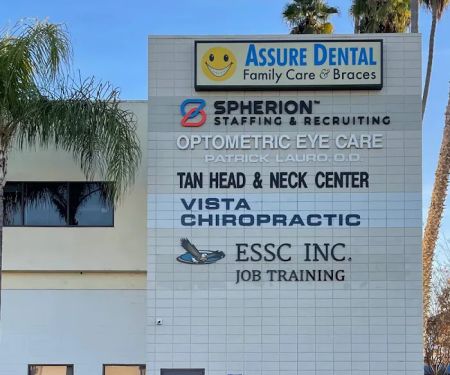 ASSURE DENTAL
Family Care & Braces
SPHERION™
STAFFING & RECRUITING
OPTOMETRIC EYE CARE
PATRICK LAURO, O.D.
TAN HEAD & NECK CENTER
VISTA
CHIROPRACTIC
ESSC INC.
JOB TRAINING